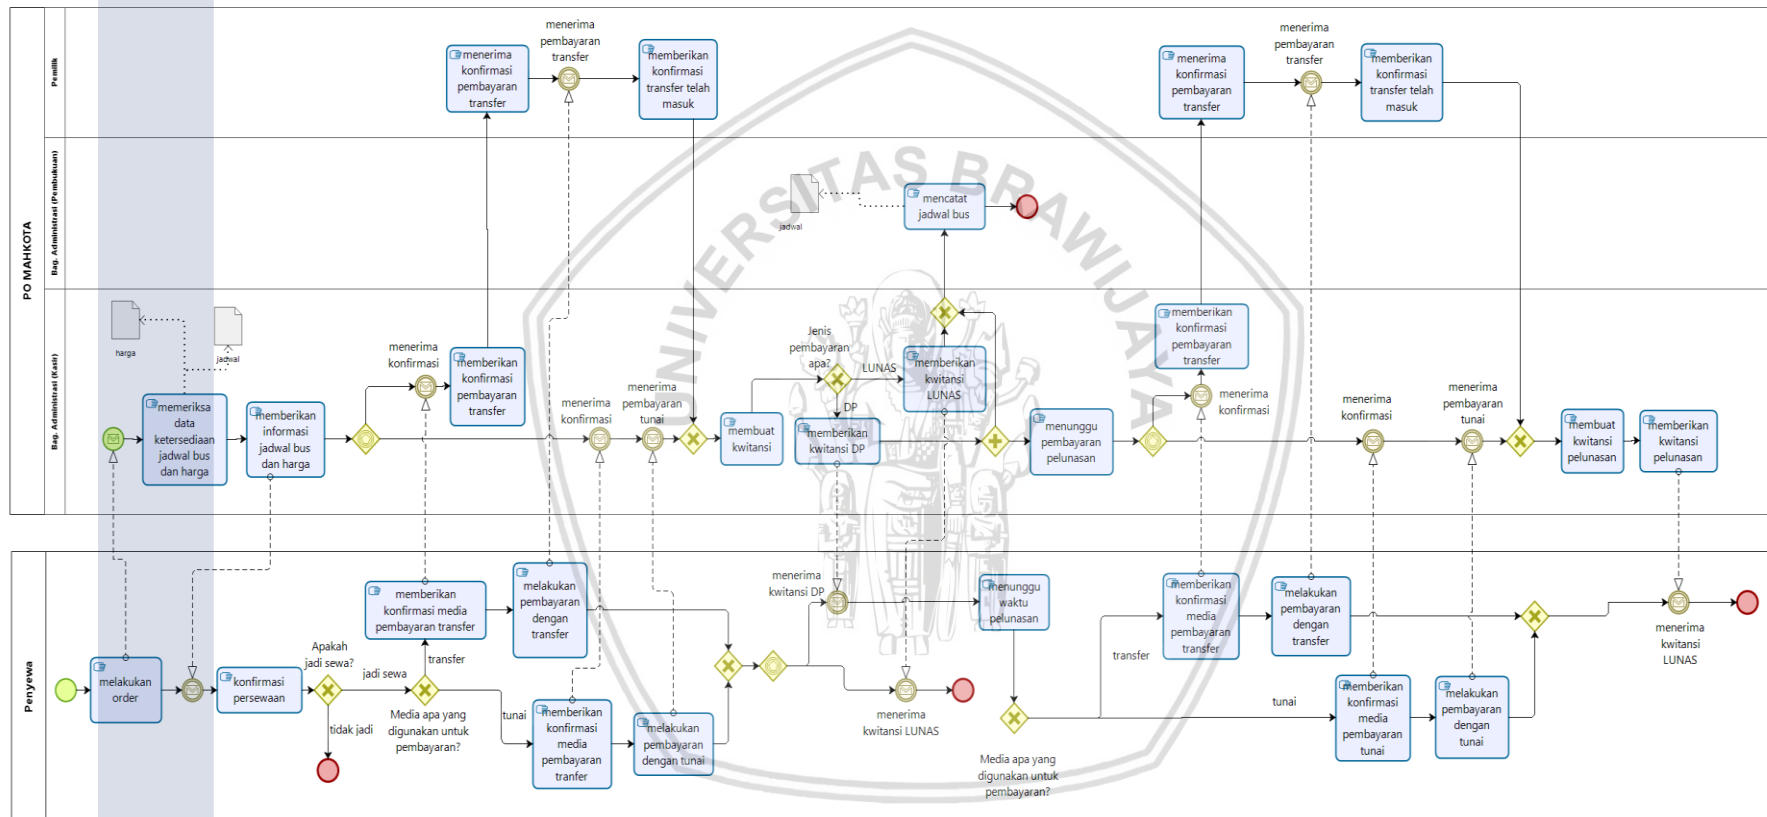 PO MAHKOTA
Pemilik
menerima
konfirmasi
pembayaran
transfer
menerima
pembayaran
transfer
memberikan
konfirmasi
transfer telah
masuk
menerima
konfirmasi
pembayaran
transfer
menerima
pembayaran
transfer
memberikan
konfirmasi
transfer telah
masuk
Bag. Administrasi (Pembukuan)
jadwal
mencatat
jadwal bus
UNIVERSITAS BRAWIJAYA
Bag. Administrasi (Kasir)
harga
jadwal
memeriksa
data
ketersediaan
jadwal bus
dan harga
memberikan
informasi
jadwal bus
dan harga
menerima
konfirmasi
memberikan
konfirmasi
pembayaran
transfer
menerima
konfirmasi
menerima
pembayaran
tunai
membuat
kwitansi
Jenis
pembayaran
apa?
LUNAS
DP
memberikan
kwitansi
LUNAS
memberikan
kwitansi DP
menunggu
pembayaran
pelunasan
memberikan
konfirmasi
pembayaran
transfer
menerima
konfirmasi
menerima
konfirmasi
menerima
pembayaran
tunai
membuat
kwitansi
pelunasan
memberikan
kwitansi
pelunasan
Penyewa
melakukan
order
konfirmasi
persewaan
Apakah
jadi sewa?
jadi sewa
tidak jadi
memberikan
konfirmasi media
pembayaran transfer
transfer
Media apa yang
digunakan untuk
pembayaran?
tunai
melakukan
pembayaran
dengan
transfer
memberikan
konfirmasi
media
pembayaran
tranfer
melakukan
pembayaran
dengan tunai
menerima
kwitansi DP
menerima
kwitansi LUNAS
menunggu
waktu
pelunasan
Media apa yang
digunakan untuk
pembayaran?
transfer
tunai
memberikan
konfirmasi
media
pembayaran
transfer
melakukan
pembayaran
dengan
transfer
memberikan
konfirmasi
media
pembayaran
tunai
melakukan
pembayaran
dengan
tunai
menerima
kwitansi
LUNAS